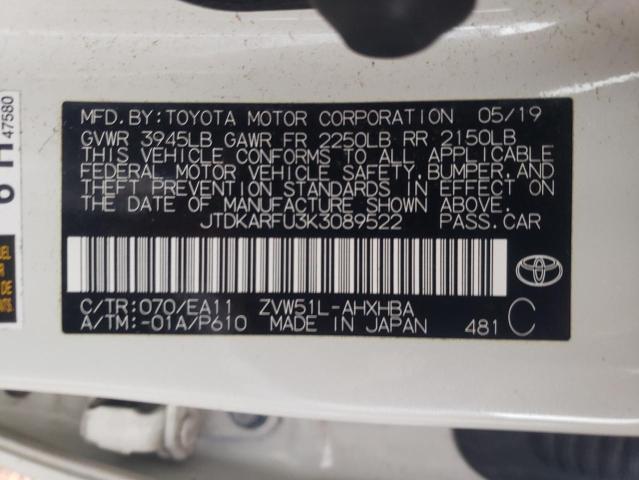 MFD.BY:TOYOTA MOTOR CORPORATION 05/19
GVWR 3945LB GAWR FR 2250LB RR 2150LB
THIS VEHICLE CONFORMS TO ALL APPLICABLE
FEDERAL MOTOR VEHICLE SAFETY,BUMPER,AND
THEFT PREVENTION STANDARDS IN EFFECT ON
THE DATE OF MANUFACTURE SHOWN ABOVE.
JTDKARFU3K3089522 PASS.CAR
C/TR:070/EA11 ZVW51L-AHXHBA
A/TM:-01A/P610 MADE IN JAPAN 481 C
47580